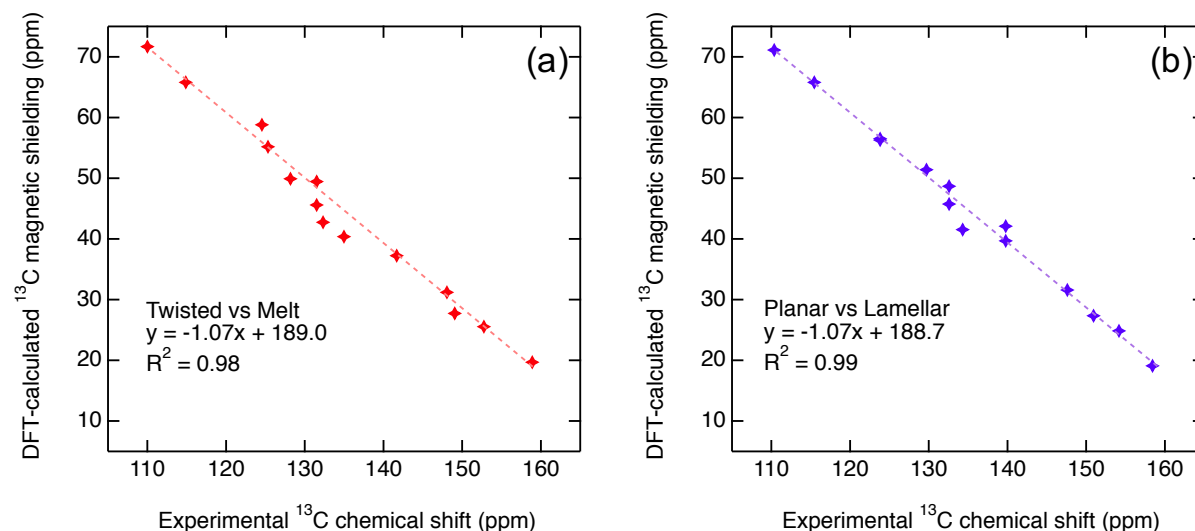 DFT-calculated ¹³C magnetic shielding (ppm)
70
60
50
40
30
20
10
(a)
Twisted vs Melt
y = -1.07x + 189.0
R² = 0.98
110 120 130 140 150 160
Experimental ¹³C chemical shift (ppm)
DFT-calculated ¹³C magnetic shielding (ppm)
70
60
50
40
30
20
10
(b)
Planar vs Lamellar
y = -1.07x + 188.7
R² = 0.99
110 120 130 140 150 160
Experimental ¹³C chemical shift (ppm)